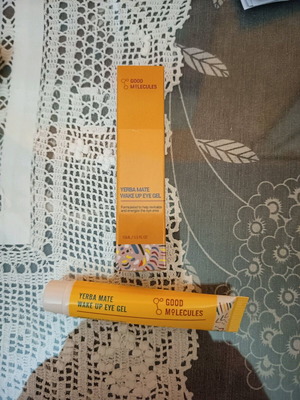 GOOD
MOLECULES
YERBA MATE
WAKE UP EYE GEL
YERBA MATE
WAKE UP EYE GEL
GOOD
MOLECULES